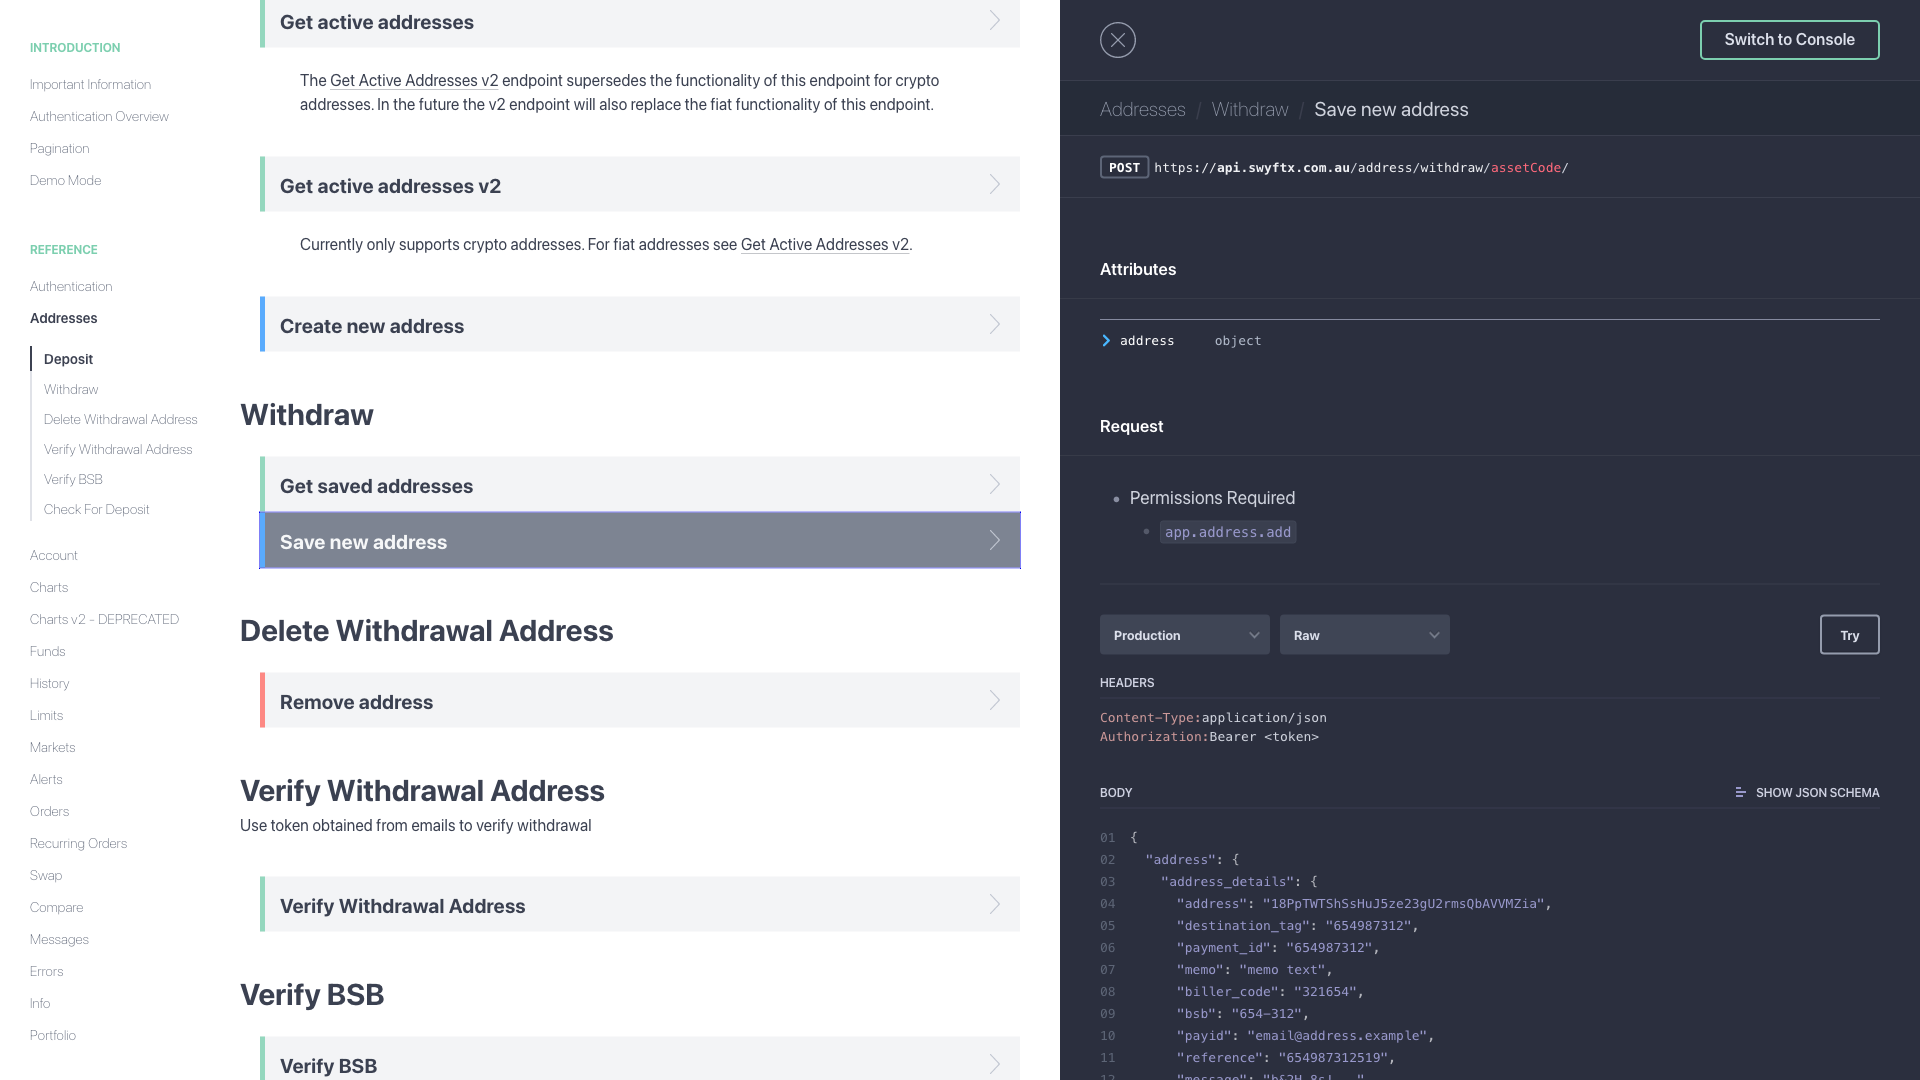 INTRODUCTION
Important Information
Authentication Overview
Pagination
Demo Mode
REFERENCE
Authentication
Addresses
Deposit
Withdraw
Delete Withdrawal Address
Verify Withdrawal Address
Verify BSB
Check For Deposit
Account
Charts
Charts v2 - DEPRECATED
Funds
History
Limits
Markets
Alerts
Orders
Recurring Orders
Swap
Compare
Messages
Errors
Info
Portfolio
Get active addresses
The Get Active Addresses v2 endpoint supersedes the functionality of this endpoint for crypto
addresses. In the future the v2 endpoint will also replace the fiat functionality of this endpoint.
Get active addresses v2
Currently only supports crypto addresses. For fiat addresses see Get Active Addresses v2.
Create new address
Withdraw
Get saved addresses
Save new address
Delete Withdrawal Address
Remove address
Verify Withdrawal Address
Use token obtained from emails to verify withdrawal
Verify Withdrawal Address
Verify BSB
Verify BSB
Switch to Console
Addresses / Withdraw / Save new address
POST https://api.swyftx.com.au/address/withdraw/assetCode/
Attributes
address object
Request
Permissions Required
app.address.add
Production
Raw
Try
HEADERS
Content-Type:application/json
Authorization:Bearer <token>
BODY
SHOW JSON SCHEMA
01 {
02 "address": {
03 "address_details": {
04 "address": "18PpTWTShSsHuJ5ze23gU2rmsQbAVVMZia",
05 "destination_tag": "654987312",
06 "payment_id": "654987312",
07 "memo": "memo text",
08 "biller_code": "321654",
09 "bsb": "654-312",
10 "payid": "email@address.example",
11 "reference": "654987312519",
12 "message":